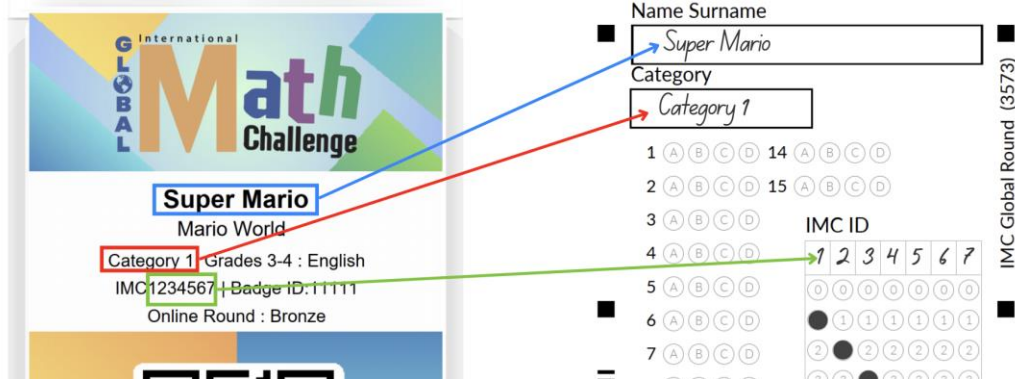 GLOBAL
International
Math
Challenge
Super Mario
Mario World
Category 1 Grades 3-4 : English
IMC1234567 | Badge ID:11111
Online Round : Bronze
Name Surname
Super Mario
Category
Category 1
1 A B C D 14 A B C D
2 A B C D 15 A B C D
3 A B C D
4 A B C D
5 A B C D
6 A B C D
7 A B C D
IMC ID
1 2 3 4 5 6 7
0 0 0 0 0 0 0
1 1 1 1 1 1
2 2 2 2 2 2
IMC Global Round (3573)